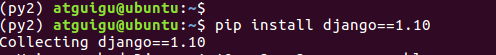 (py2) atguigu@ubuntu:~$
(py2) atguigu@ubuntu:~$ pip install django==1.10
Collecting django==1.10